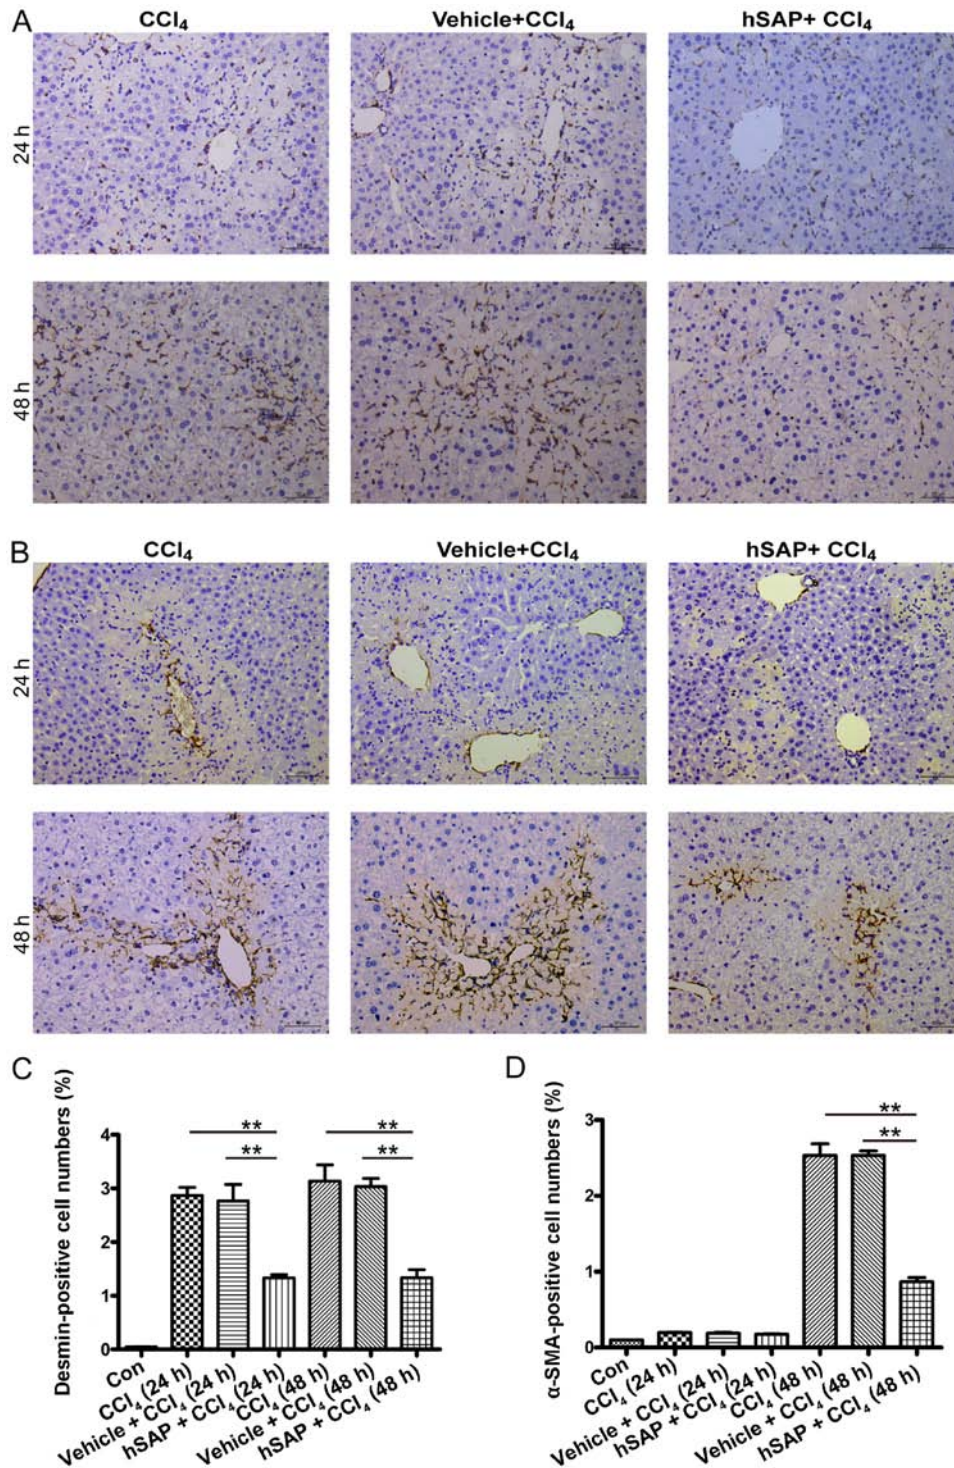 A
CCl₄ Vehicle+CCl₄ hSAP+ CCl₄
24 h
48 h
B
CCl₄ Vehicle+CCl₄ hSAP+ CCl₄
24 h
48 h
C
Desmin-positive cell numbers (%)
4
3
2
1
0
** **
** **
Con
CCl₄ (24 h)
Vehicle + CCl₄ (24 h)
hSAP + CCl₄ (24 h)
CCl₄ (48 h)
Vehicle + CCl₄ (48 h)
hSAP + CCl₄ (48 h)
D
α-SMA-positive cell numbers (%)
3
2
1
0
**
**
Con
CCl₄ (24 h)
Vehicle + CCl₄ (24 h)
hSAP + CCl₄ (24 h)
CCl₄ (48 h)
Vehicle + CCl₄ (48 h)
hSAP + CCl₄ (48 h)